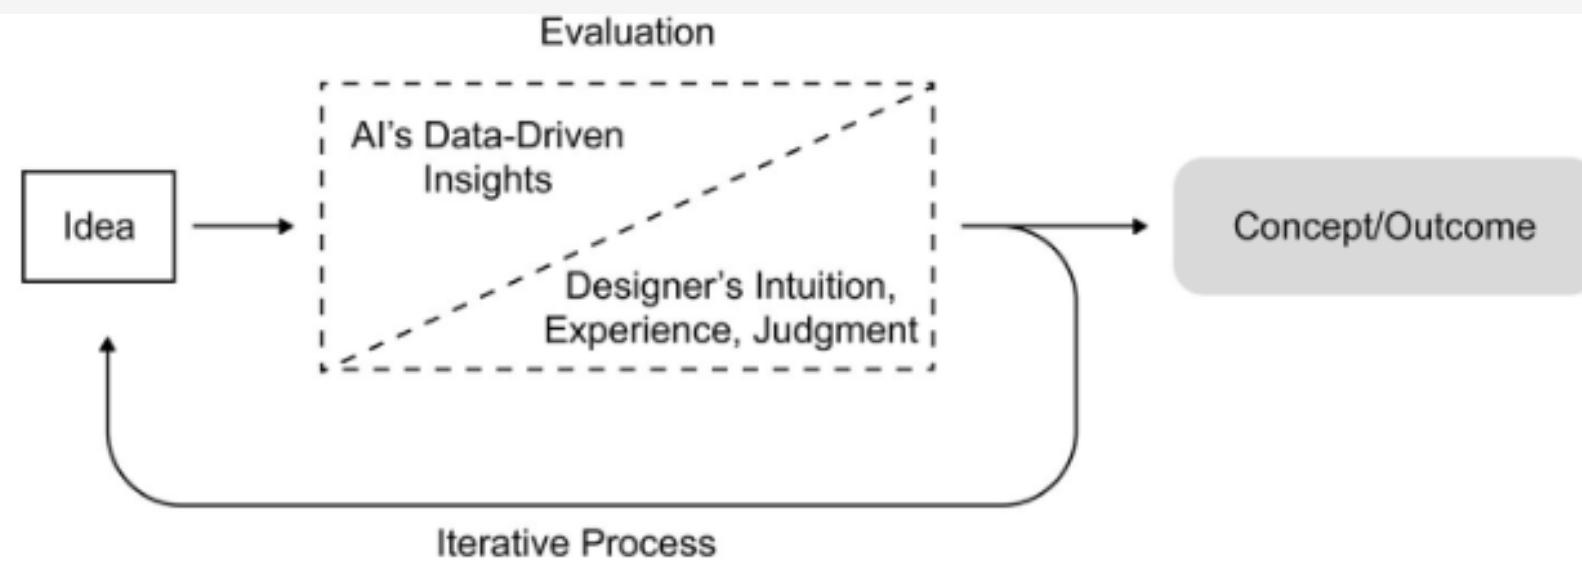 Evaluation
AI's Data-Driven
Insights
Idea
Concept/Outcome
Designer's Intuition,
Experience, Judgment
Iterative Process